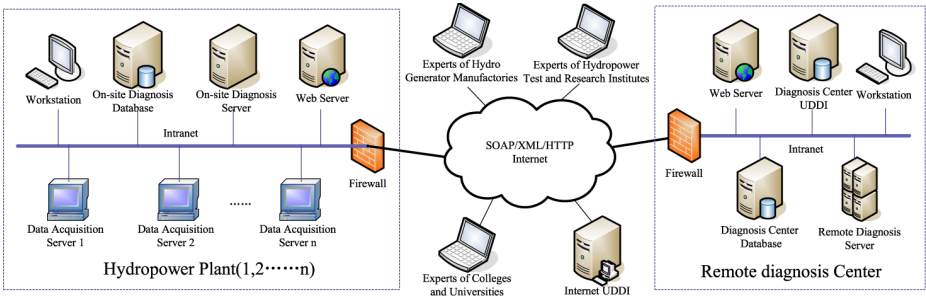 Workstation
On-site Diagnosis
Database
On-site Diagnosis
Server
Web Server
Intranet
Firewall
Data Acquisition
Server 1
Data Acquisition
Server 2
......
Data Acquisition
Server n
Hydropower Plant(1,2……n)
Experts of Hydro
Generator Manufactories
Experts of Hydropower
Test and Research Institutes
SOAP/XML/HTTP
Internet
Experts of Colleges
and Universities
Internet UDDI
Web Server
Diagnosis Center
UDDI
Workstation
Intranet
Firewall
Diagnosis Center
Database
Remote Diagnosis
Server
Remote diagnosis Center